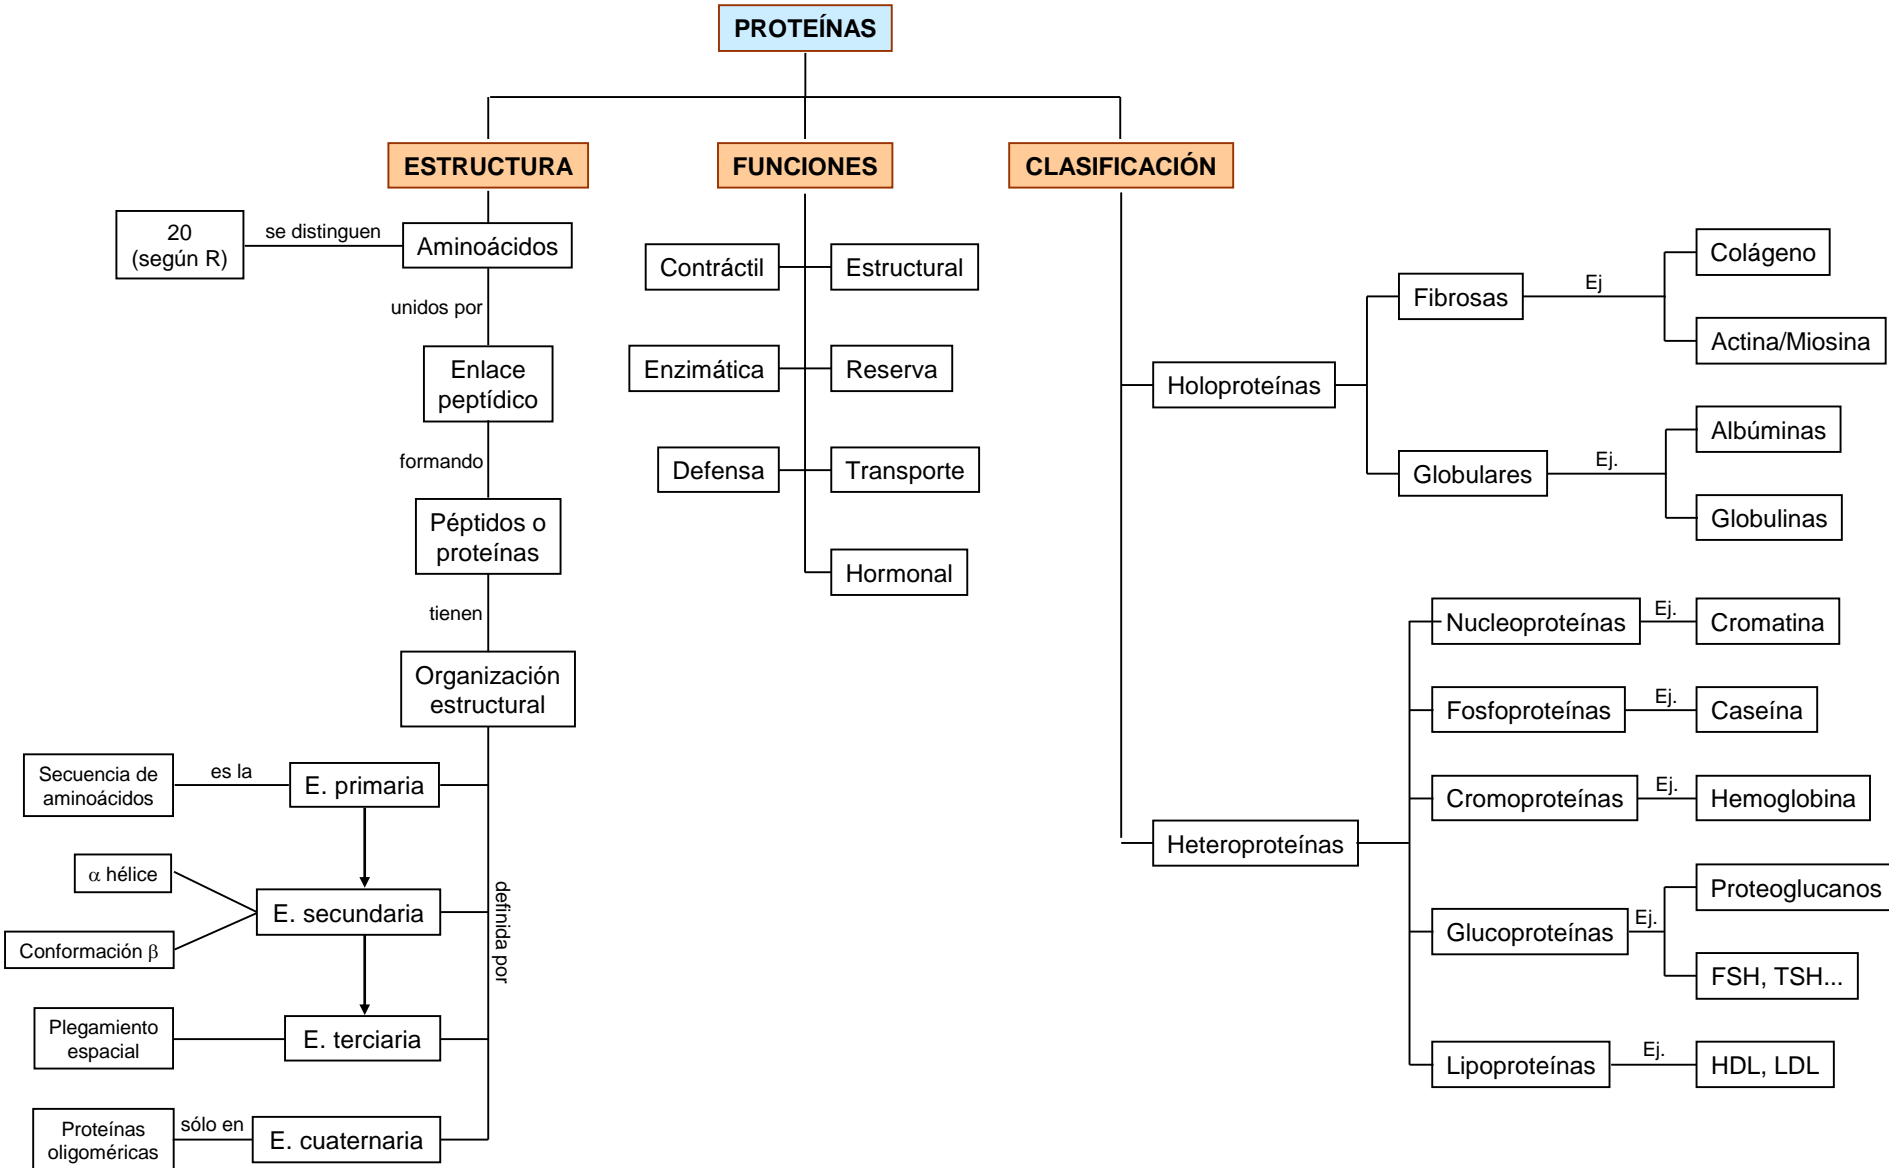 PROTEÍNAS
ESTRUCTURA
FUNCIONES
CLASIFICACIÓN
20
(según R)
se distinguen
Aminoácidos
unidos por
Enlace
peptídico
formando
Péptidos o
proteínas
tienen
Organización
estructural
definida por
Secuencia de
aminoácidos
es la
E. primaria
α hélice
Conformación β
E. secundaria
Plegamiento
espacial
E. terciaria
Proteínas
oligoméricas
sólo en
E. cuaternaria
Contráctil
Estructural
Enzimática
Reserva
Defensa
Transporte
Hormonal
Holoproteínas
Fibrosas
Ej
Colágeno
Actina/Miosina
Globulares
Ej.
Albúminas
Globulinas
Heteroproteínas
Nucleoproteínas
Ej.
Cromatina
Fosfoproteínas
Ej.
Caseína
Cromoproteínas
Ej.
Hemoglobina
Glucoproteínas
Ej.
Proteoglucanos
FSH, TSH...
Lipoproteínas
Ej.
HDL, LDL